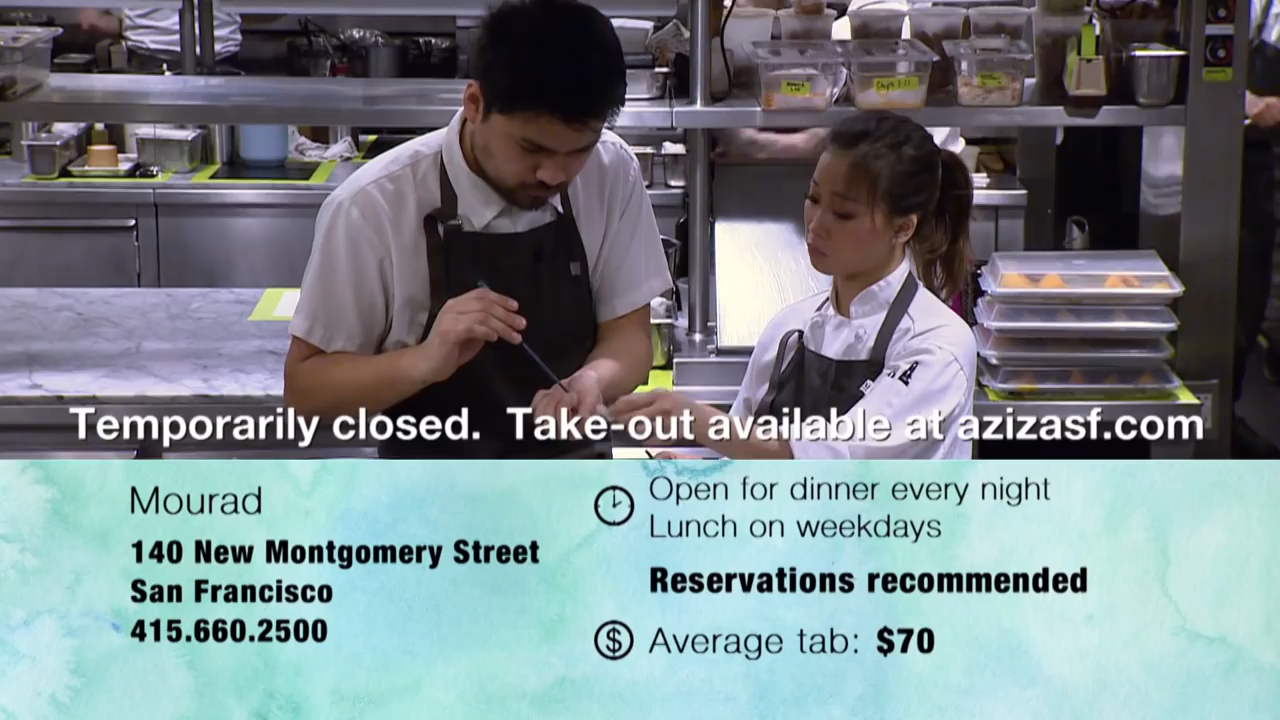 Temporarily closed. Take-out available at azizasf.com
Mourad
140 New Montgomery Street
San Francisco
415.660.2500
Open for dinner every night
Lunch on weekdays
Reservations recommended
$ Average tab: $70